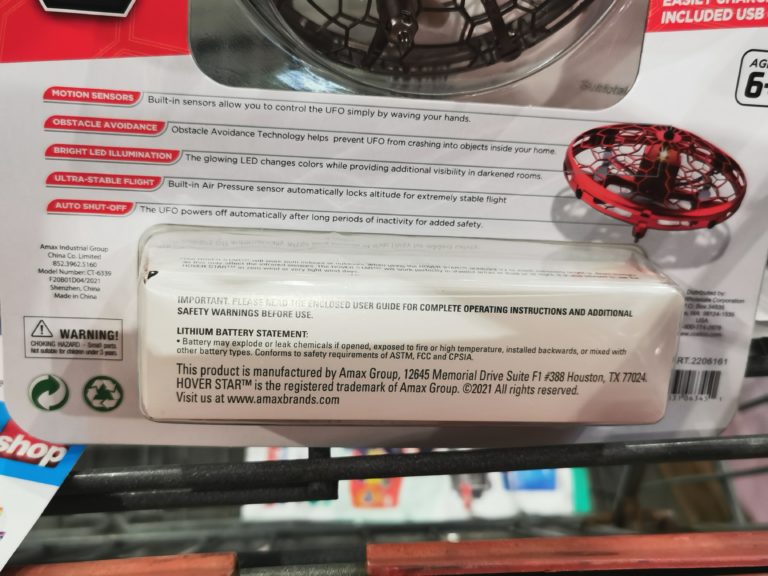 INCLUDED USB
AG
6+
MOTION SENSORS Built-in sensors allow you to control the UFO simply by waving your hands.
OBSTACLE AVOIDANCE Obstacle Avoidance Technology helps prevent UFO from crashing into objects inside your home.
BRIGHT LED ILLUMINATION The glowing LED changes colors while providing additional visibility in darkened rooms.
ULTRA-STABLE FLIGHT Built-in Air Pressure sensor automatically locks altitude for extremely stable flight
AUTO SHUT-OFF The UFO powers off automatically after long periods of inactivity for added safety.
Amax Industrial Group
China Co. Limited
852.3962.5160
Model Number: CT-6339
F20B01D04/2021
Shenzhen, China
Made in China
WARNING!
CHOKING HAZARD - Small parts
Not suitable for children under 3 years.
IMPORTANT. PLEASE READ THE ENCLOSED USER GUIDE FOR COMPLETE OPERATING INSTRUCTIONS AND ADDITIONAL
SAFETY WARNINGS BEFORE USE.
LITHIUM BATTERY STATEMENT:
• Battery may explode or leak chemicals if opened, exposed to fire or high temperature, installed backwards, or mixed with
other battery types. Conforms to safety requirements of ASTM, FCC and CPSIA.
This product is manufactured by Amax Group, 12645 Memorial Drive Suite F1 #388 Houston, TX 77024.
HOVER STAR™ is the registered trademark of Amax Group. ©2021 All rights reserved.
Visit us at www.amaxbrands.com
Distributed by:
Corporation
USA
RT.2206161
shop